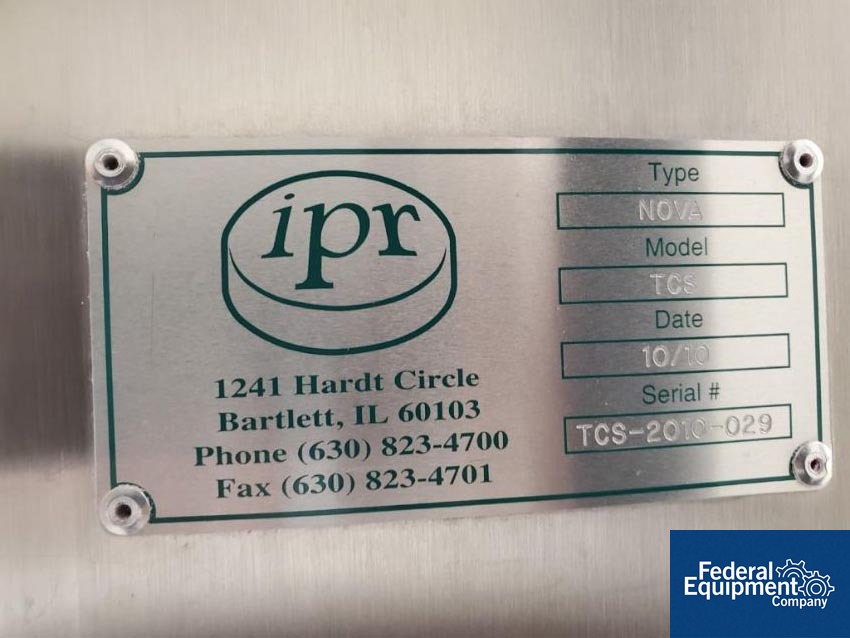 ipr
1241 Hardt Circle
Bartlett, IL 60103
Phone (630) 823-4700
Fax (630) 823-4701
Type
NOVA
Model
TCS
Date
10/10
Serial #
TCS-2010-029
Federal
Equipment
Company